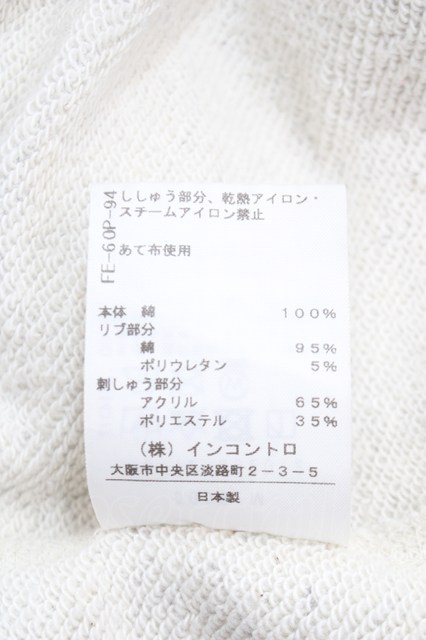 FE-60P-94
ししゅう部分、乾熱アイロン・
スチームアイロン禁止
あて布使用
本体 綿 100%
リブ部分
綿 95%
ポリウレタン 5%
刺しゅう部分
アクリル 65%
ポリエステル 35%
(株) インコントロ
大阪市中央区淡路町2-3-5
日本製